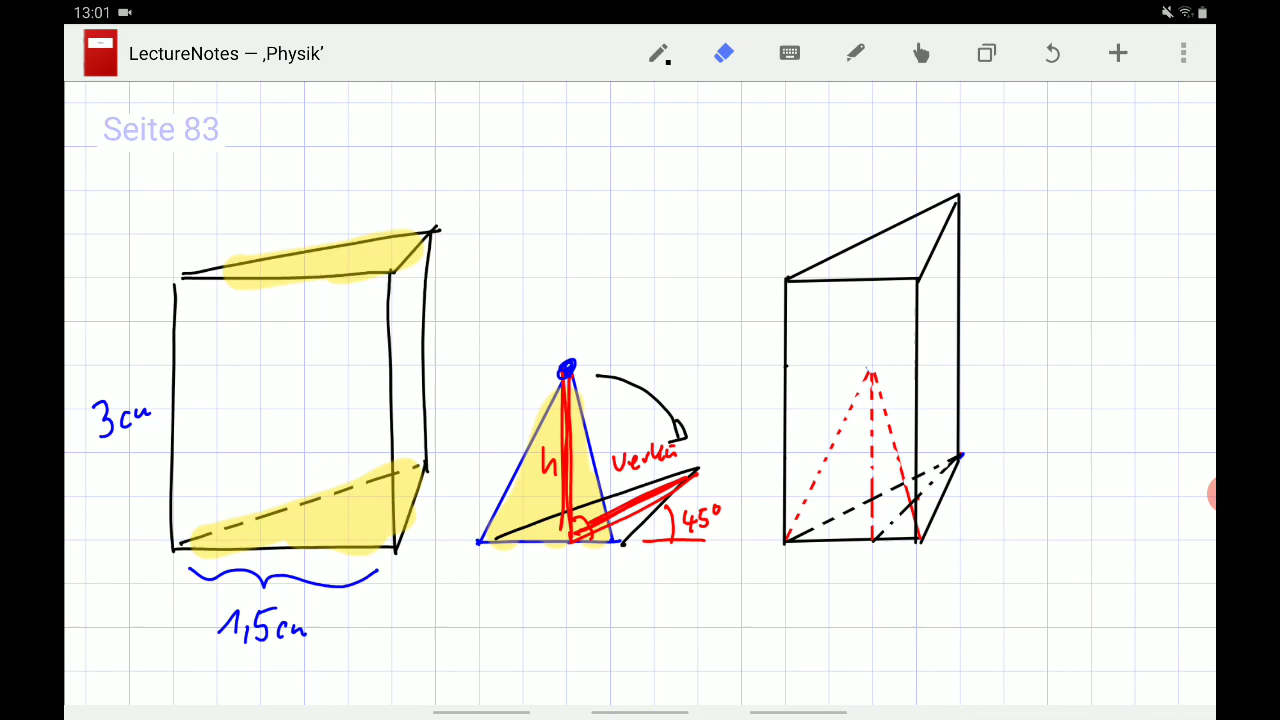 13:01
LectureNotes — ‚Physik‘
Seite 83
3cm
h
verkü
45°
1,5cm